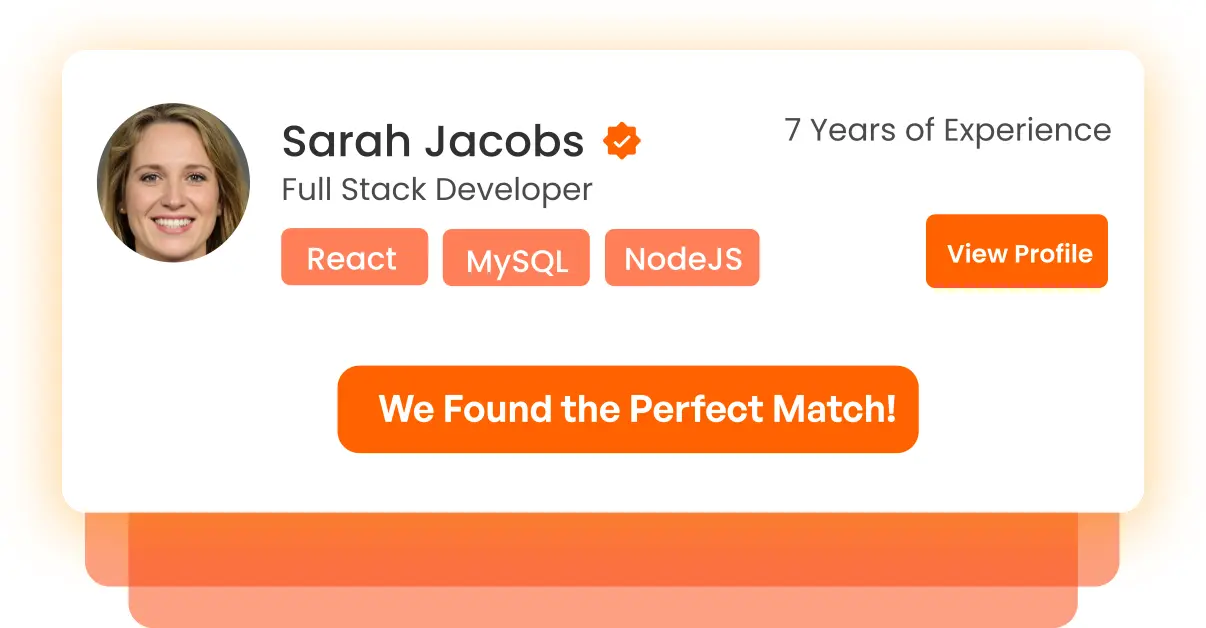 Sarah Jacobs
7 Years of Experience
Full Stack Developer
React
MySQL
NodeJS
View Profile
We Found the Perfect Match!